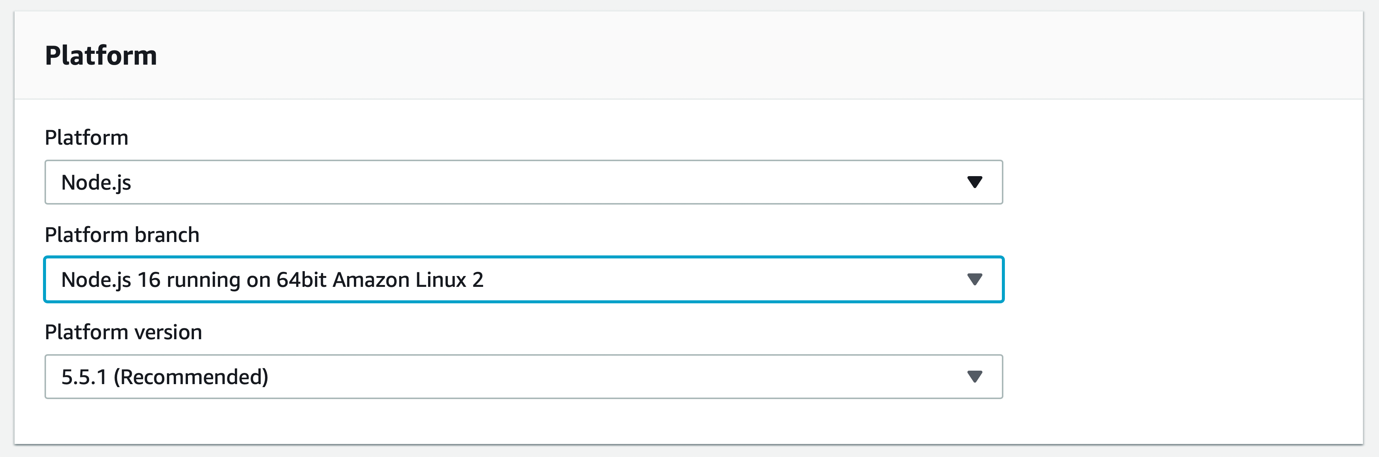 Platform
Platform
Node.js
Platform branch
Node.js 16 running on 64bit Amazon Linux 2
Platform version
5.5.1 (Recommended)